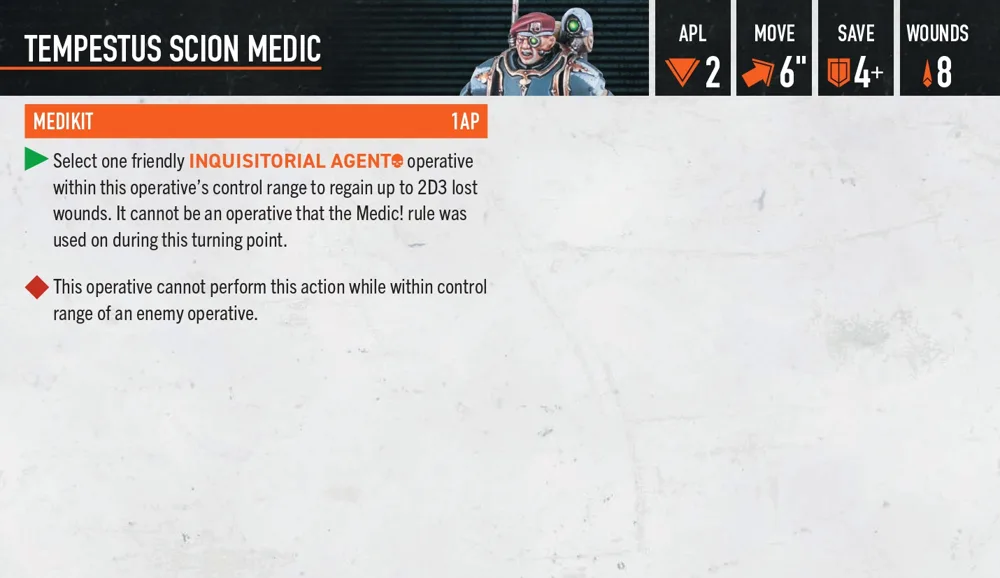 TEMPESTUS SCION MEDIC
APL
2
MOVE
6"
SAVE
4+
WOUNDS
8
MEDIKIT 1AP
Select one friendly INQUISITORIAL AGENT operative
within this operative's control range to regain up to 2D3 lost
wounds. It cannot be an operative that the Medic! rule was
used on during this turning point.
This operative cannot perform this action while within control
range of an enemy operative.